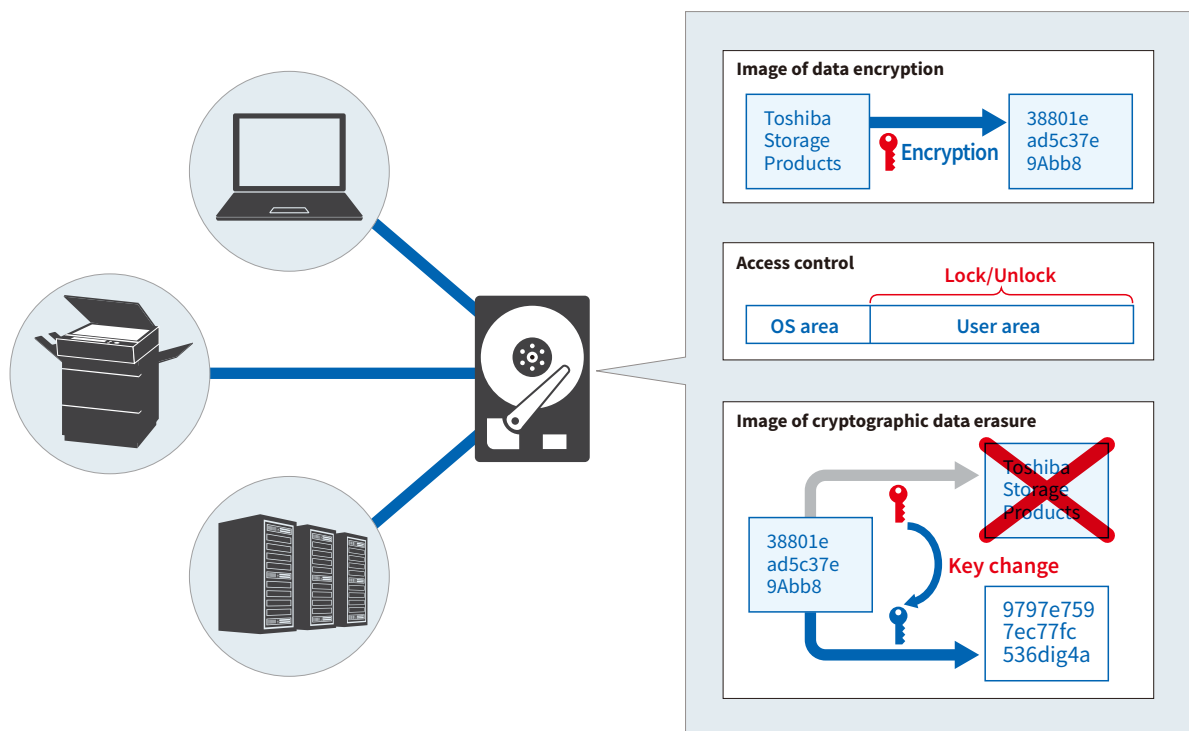 Image of data encryption
Toshiba
Storage
Products
Encryption
38801e
ad5c37e
9Abb8
Access control
Lock/Unlock
OS area
User area
Image of cryptographic data erasure
Toshiba
Storage
Products
38801e
ad5c37e
9Abb8
Key change
9797e759
7ec77fc
536dig4a